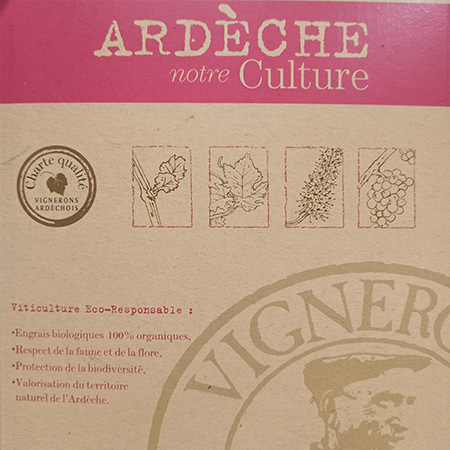 ARDÈCHE
notre Culture
Charte qualité
VIGNERONS
ARDÉCHOIS
Viticulture Eco-Responsable :
•Engrais biologiques 100% organiques,
•Respect de la faune et de la flore,
•Protection de la biodiversité,
•Valorisation du territoire
naturel de l'Ardèche.
VIGNERO